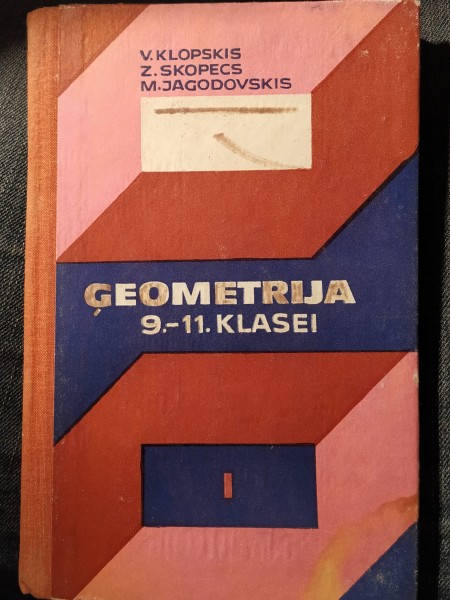 V. KLOPSKIS
Z. SKOPECS
M. JAGODOVSKIS
ĢEOMETRIJA
9.-11. KLASEI
I